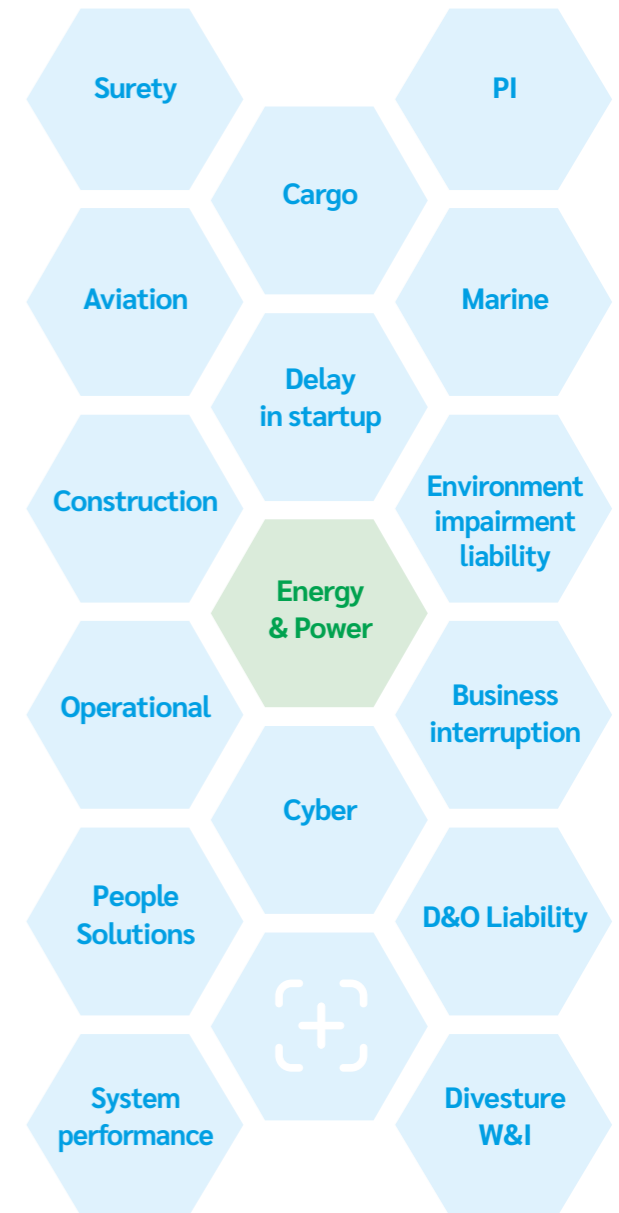 Surety
PI
Cargo
Aviation
Marine
Delay
in startup
Construction
Environment
impairment
liability
Energy
& Power
Operational
Business
interruption
Cyber
People
Solutions
D&O Liability
System
performance
Divesture
W&I